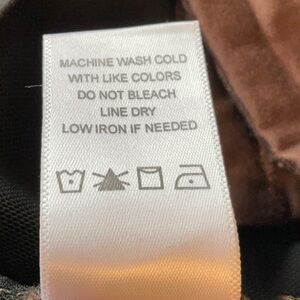 MACHINE WASH COLD
WITH LIKE COLORS
DO NOT BLEACH
LINE DRY
LOW IRON IF NEEDED